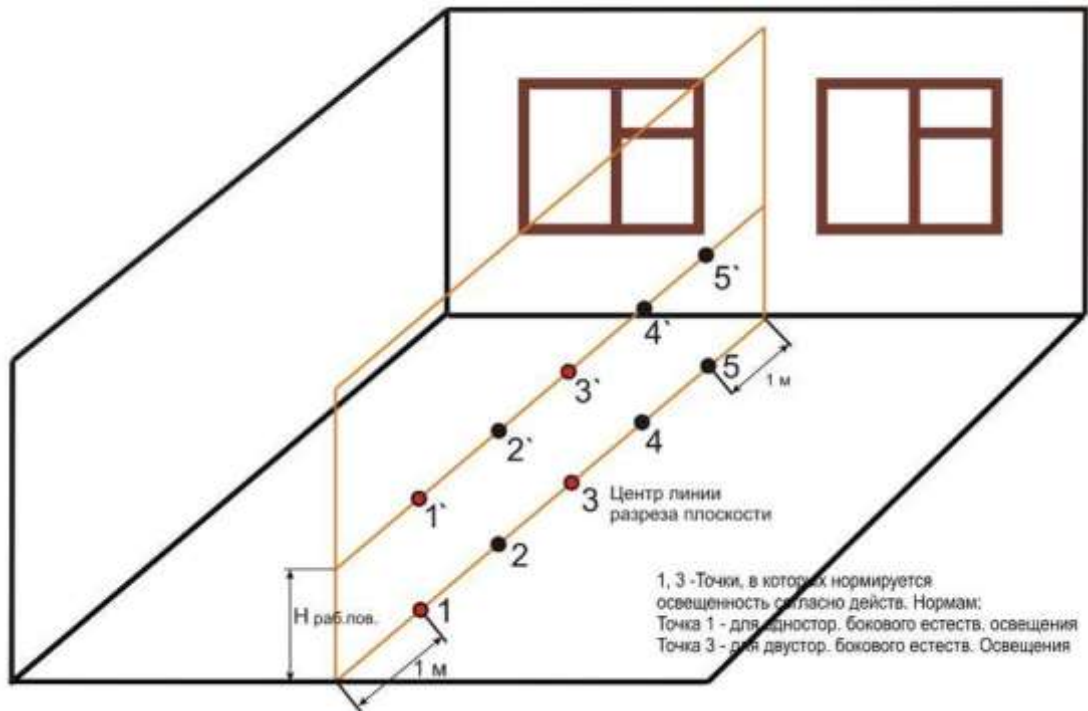 5`
4`
5
1 м
3`
4
2`
3
Центр линии
разреза плоскости
1`
2
1, 3 -Точки, в которых нормируется
освещенность согласно действ. Нормам:
Точка 1 - для одностор. бокового естеств. освещения
Точка 3 - для двустор. бокового естеств. Освещения
Н раб.пов.
1
1 м